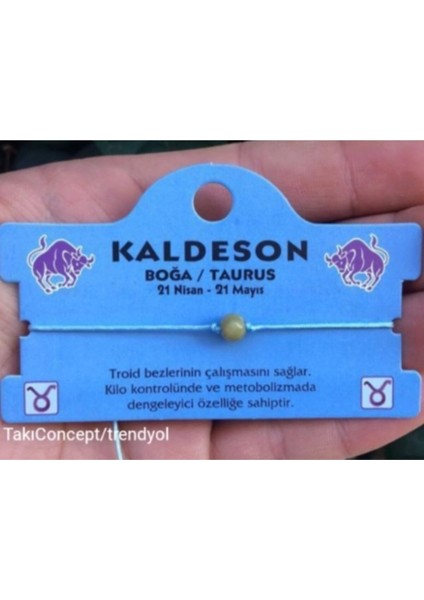 KALDESON
BOĞA / TAURUS
21 Nisan - 21 Mayıs
Troid bezlerinin çalışmasını sağlar.
Kilo kontrolünde ve metobolizmada
dengeleyici özelliğe sahiptir.
TakıConcept/trendyol